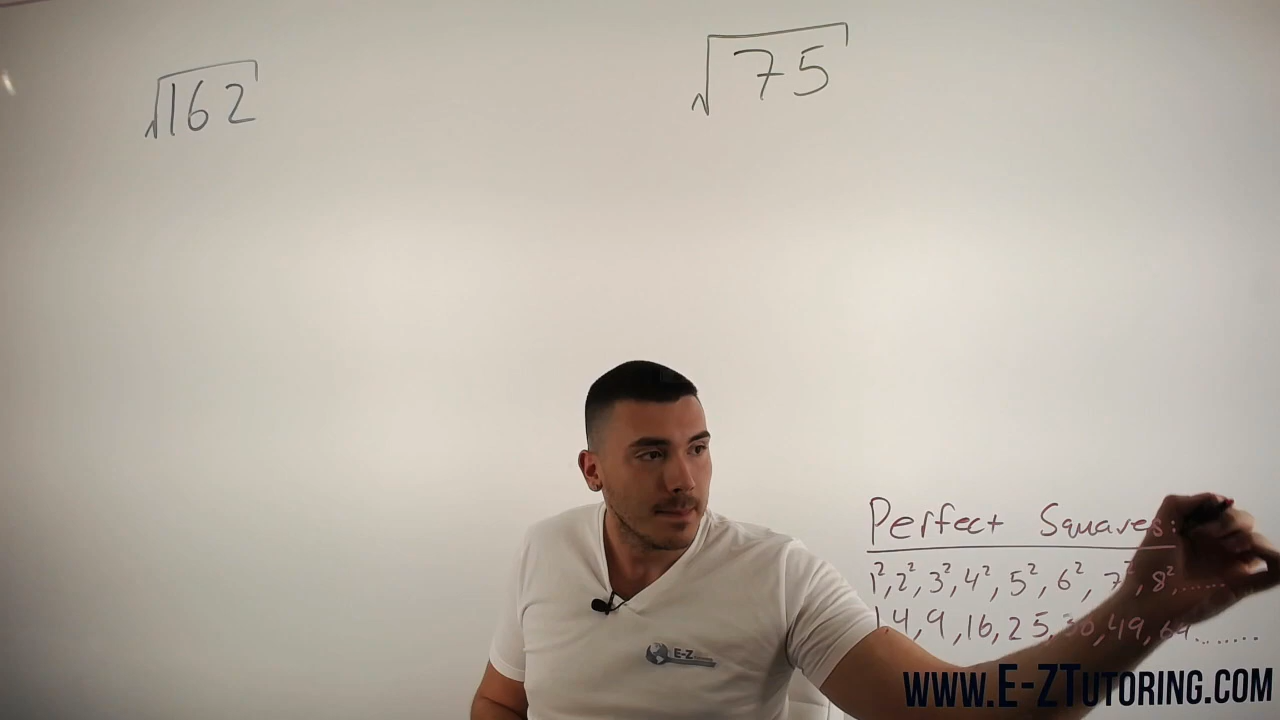 √162
√75
Perfect Squares:
1², 2², 3², 4², 5², 6², 7², 8², ......
1, 4, 9, 16, 25, 36, 49, 64.......
E-Z
WWW.E-ZTUTORING.COM